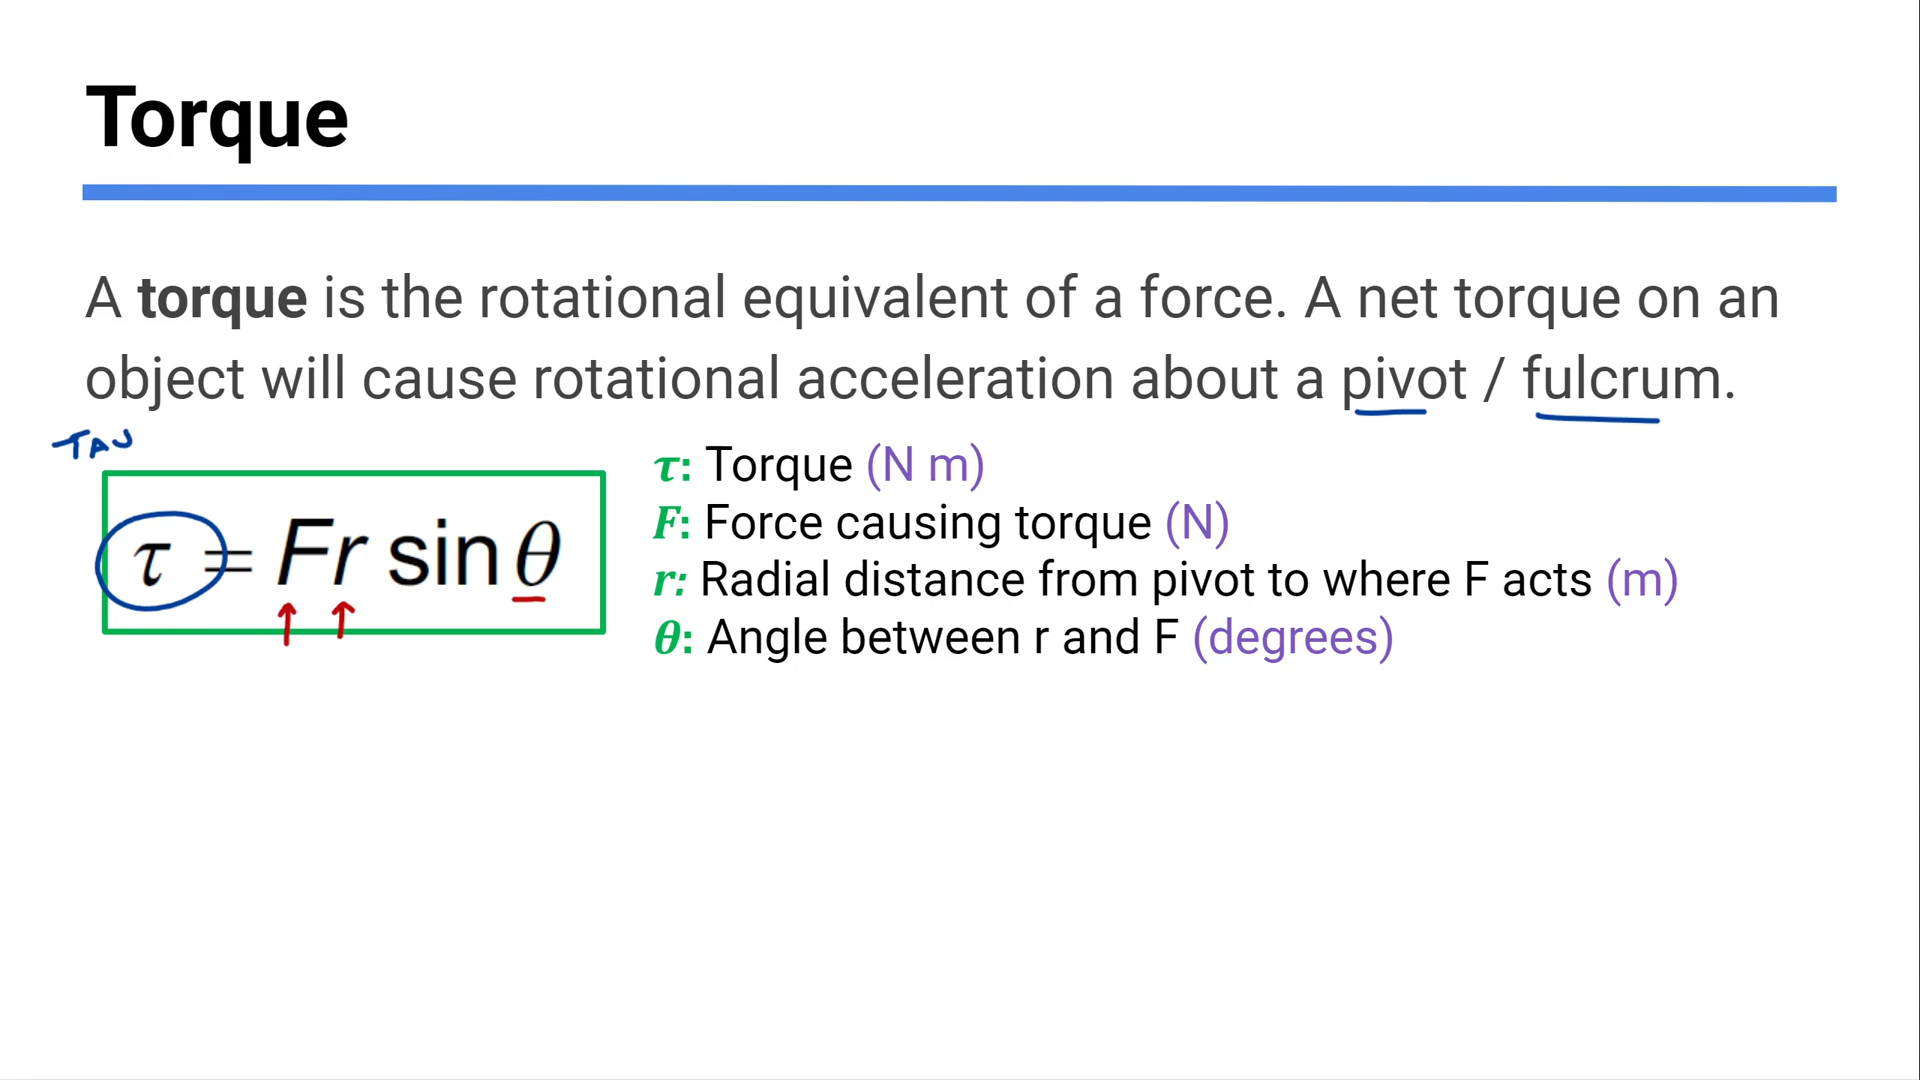 Torque
A torque is the rotational equivalent of a force. A net torque on an
object will cause rotational acceleration about a pivot / fulcrum.
TAU
τ = Fr sin θ
τ: Torque (N m)
F: Force causing torque (N)
r: Radial distance from pivot to where F acts (m)
θ: Angle between r and F (degrees)